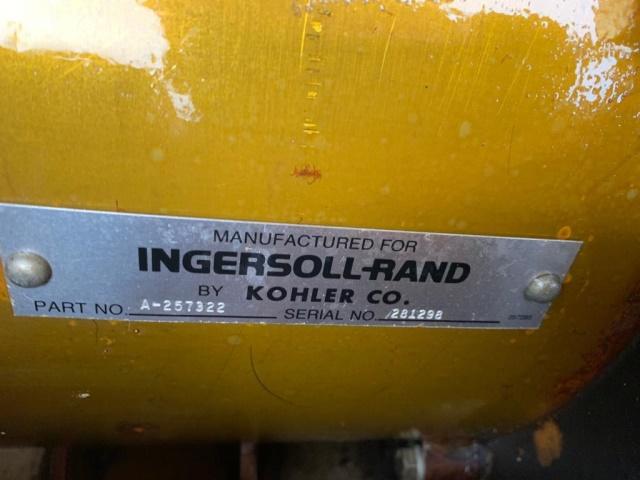 MANUFACTURED FOR
INGERSOLL-RAND
BY KOHLER CO.
PART NO. A-257322 SERIAL NO. 281298